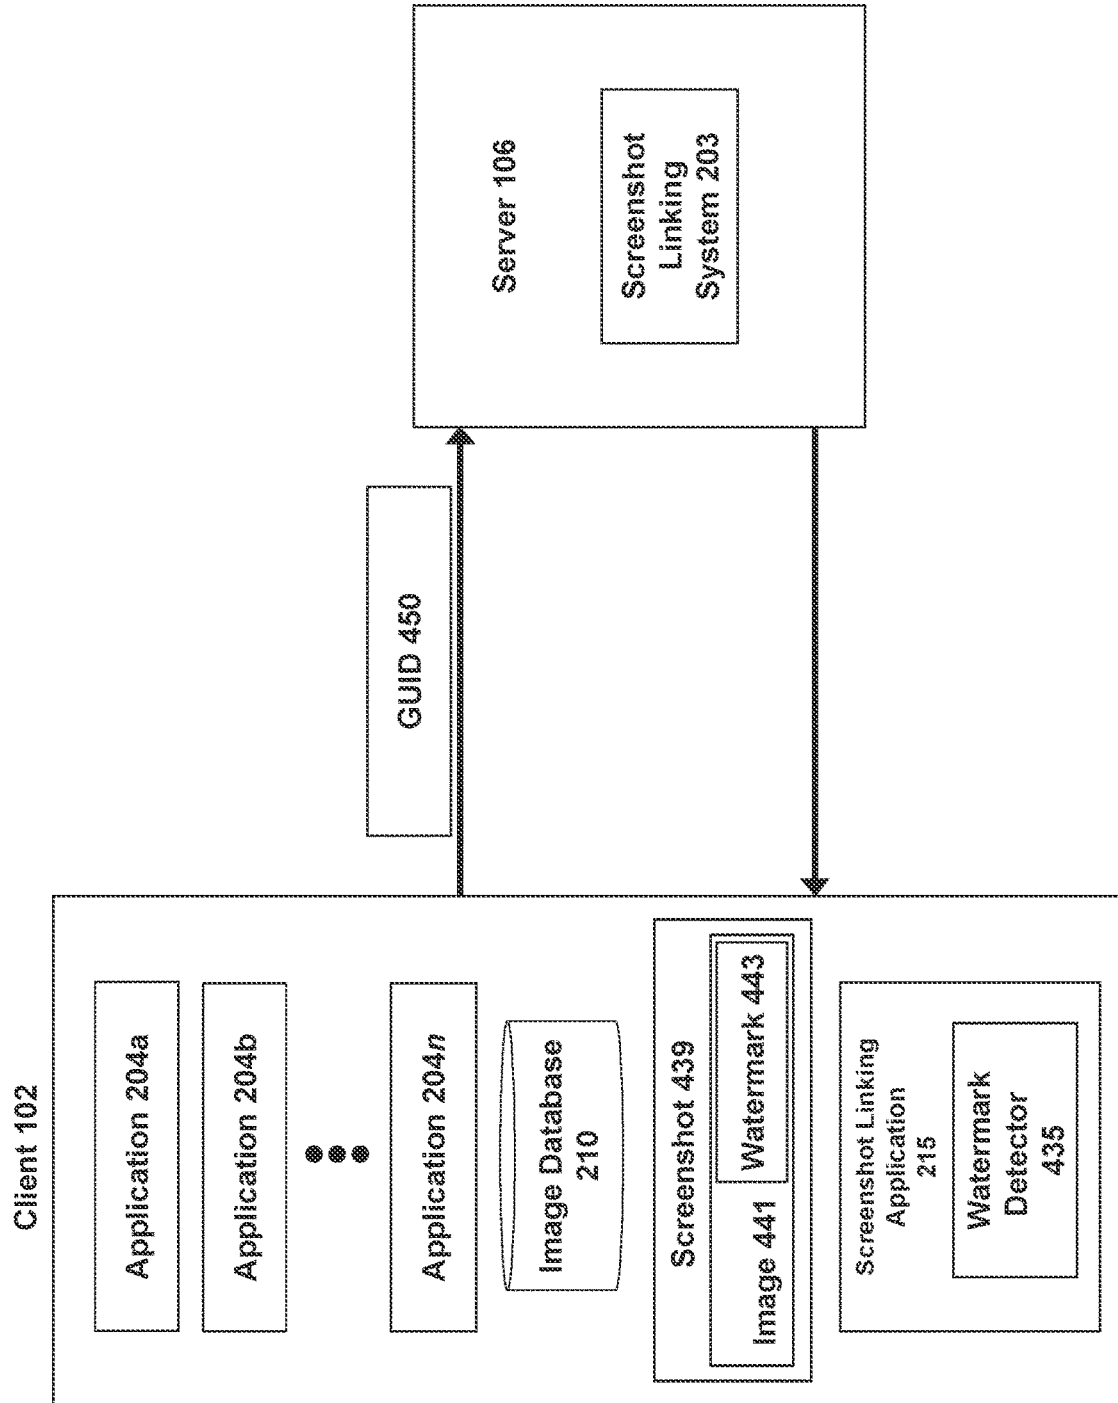 Client 102
Application 204a
Application 204b
Application 204n
Image Database
210
Screenshot 439
Image 441
Watermark 443
Screenshot Linking
Application
215
Watermark
Detector
435
GUID 450
Server 106
Screenshot
Linking
System 203